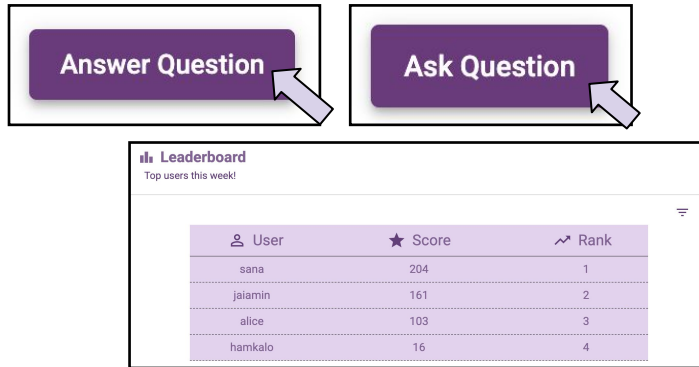 Answer Question
Ask Question
Leaderboard
Top users this week!
User Score Rank
sana 204 1
jaiamin 161 2
alice 103 3
hamkalo 16 4